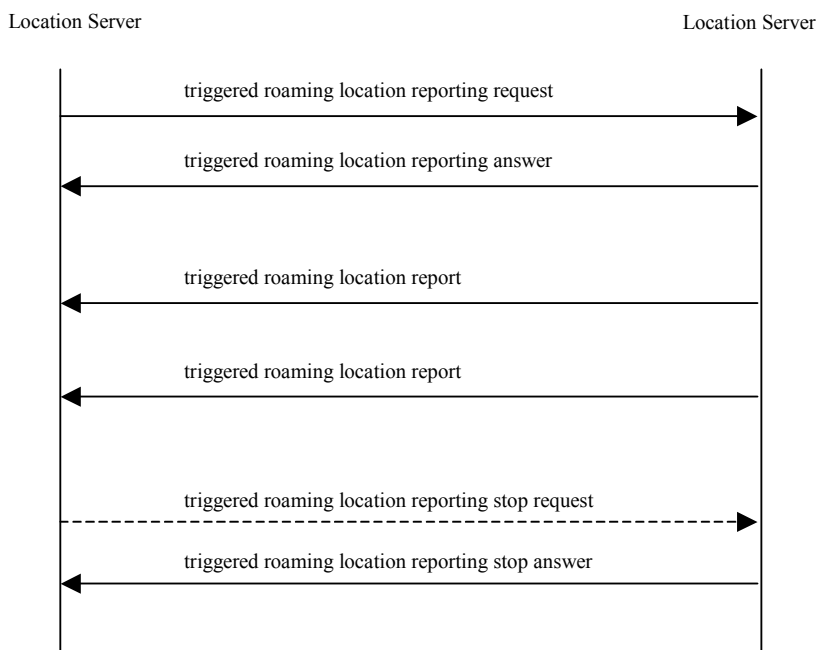 Location Server
Location Server
triggered roaming location reporting request
triggered roaming location reporting answer
triggered roaming location report
triggered roaming location report
triggered roaming location reporting stop request
triggered roaming location reporting stop answer